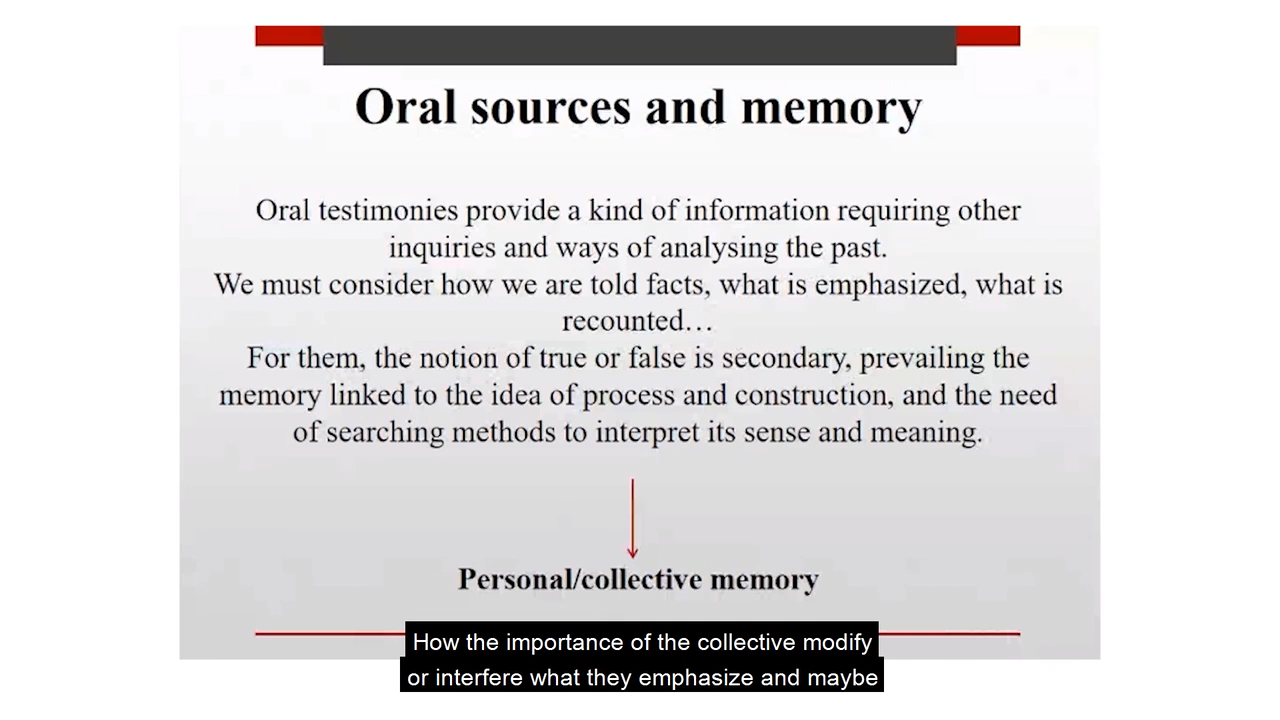 Oral sources and memory
Oral testimonies provide a kind of information requiring other
inquiries and ways of analysing the past.
We must consider how we are told facts, what is emphasized, what is
recounted…
For them, the notion of true or false is secondary, prevailing the
memory linked to the idea of process and construction, and the need
of searching methods to interpret its sense and meaning.
Personal/collective memory
How the importance of the collective modify
or interfere what they emphasize and maybe